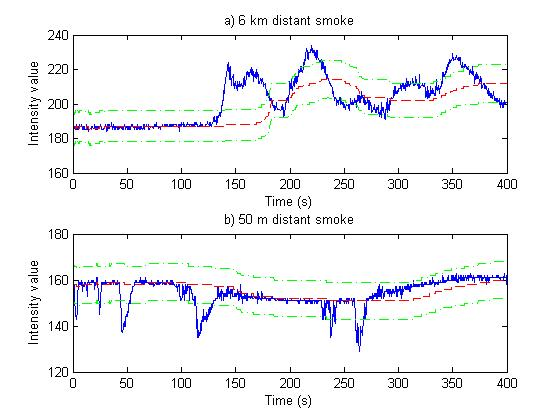 a) 6 km distant smoke
240
220
200
180
160
Intensity value
0 50 100 150 200 250 300 350 400
Time (s)
b) 50 m distant smoke
180
160
140
120
Intensity value
0 50 100 150 200 250 300 350 400
Time (s)